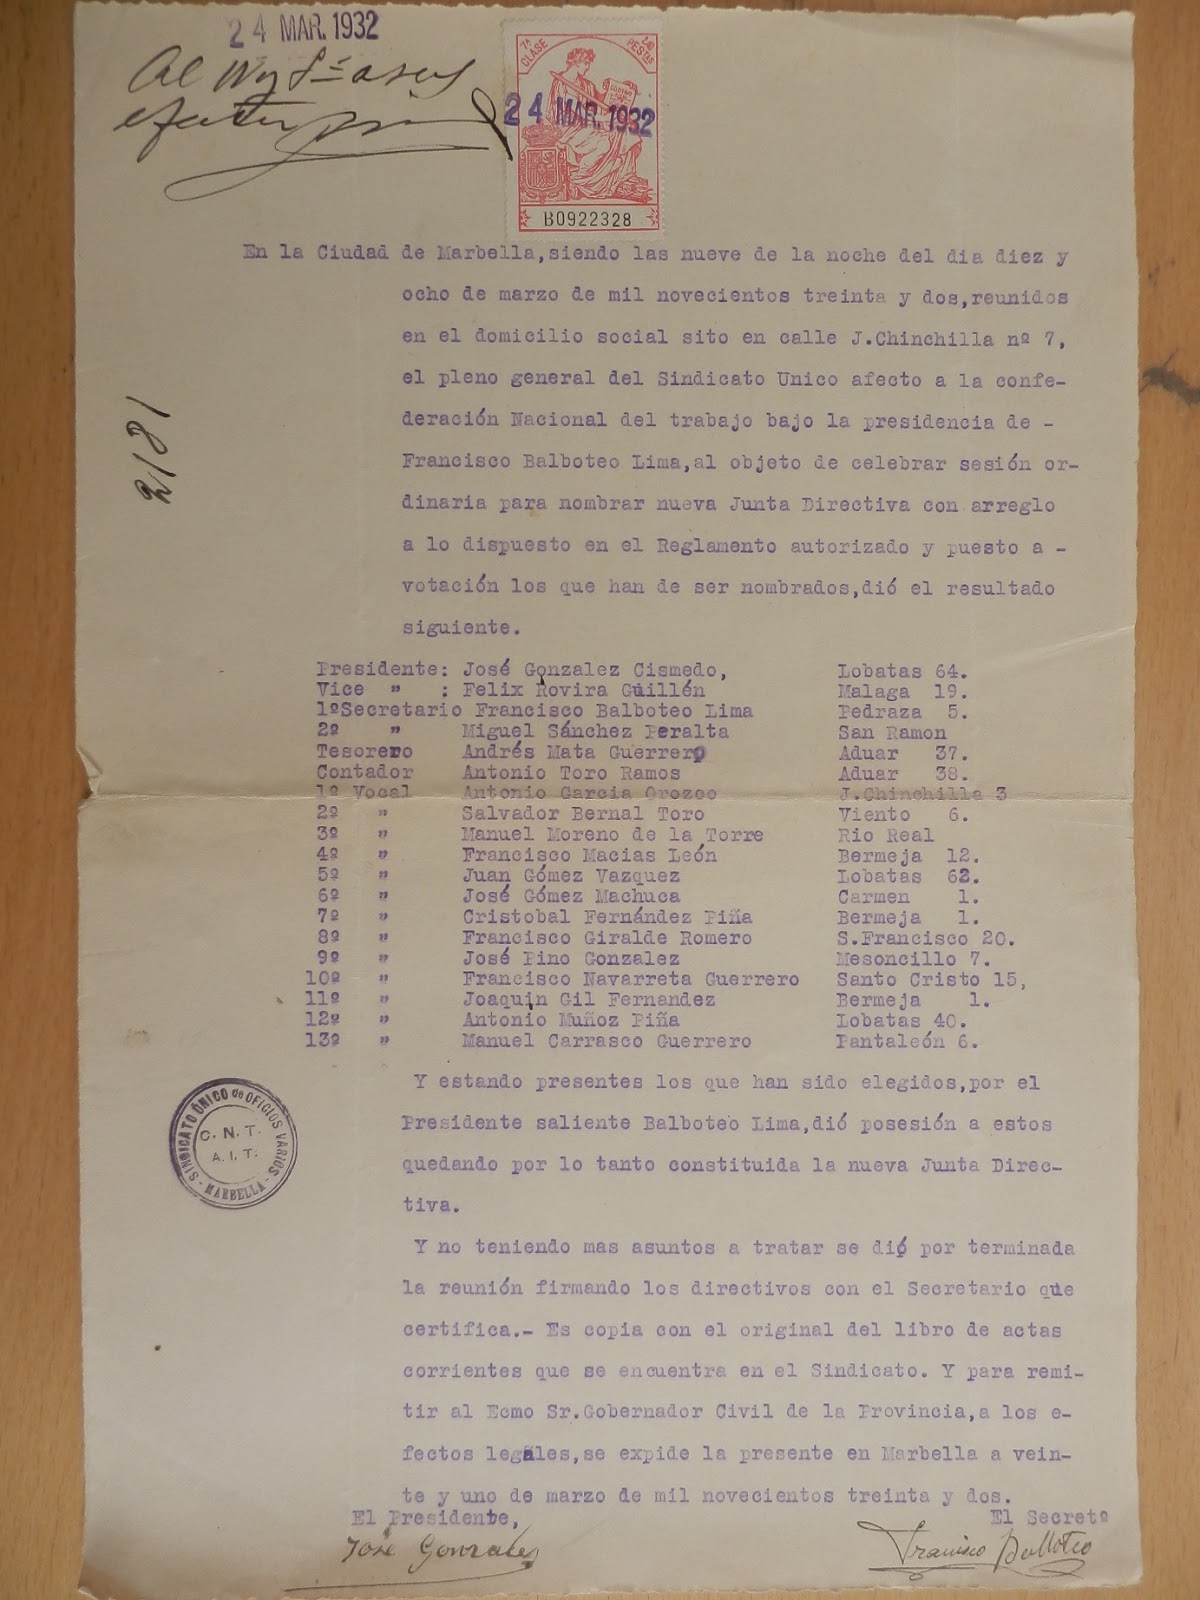 24 MAR. 1932
Al
7ª CLASE
2'40 PESTAS
24 MAR. 1932
B0922328
2/81
En la Ciudad de Marbella,siendo las nueve de la noche del dia diez y
ocho de marzo de mil novecientos treinta y dos,reunidos
en el domicilio social sito en calle J.Chinchilla nº 7,
el pleno general del Sindicato Unico afecto a la confe-
deración Nacional del trabajo bajo la presidencia de -
Francisco Balboteo Lima,al objeto de celebrar sesión or-
dinaria para nombrar nueva Junta Directiva con arreglo
a lo dispuesto en el Reglamento autorizado y puesto a -
votación los que han de ser nombrados,dió el resultado
siguiente.
Presidente: José Gonzalez Cismedo, Lobatas 64.
Vice " : Felix Rovira Guillén Malaga 19.
1ºSecretario Francisco Balboteo Lima Pedraza 5.
2º " Miguel Sánchez Peralta San Ramon
Tesorero Andrés Mata Guerrero Aduar 37.
Contador Antonio Toro Ramos Aduar 38.
1º Vocal Antonio Garcia Orozco J.Chinchilla 3
2º " Salvador Bernal Toro Viento 6.
3º " Manuel Moreno de la Torre Rio Real
4º " Francisco Macias León Bermeja 12.
5º " Juan Gómez Vazquez Lobatas 62.
6º " José Gómez Machuca Carmen 1.
7º " Cristobal Fernández Piña Bermeja 1.
8º " Francisco Giralde Romero S.Francisco 20.
9º " José Pino Gonzalez Mesoncillo 7.
10º " Francisco Navarreta Guerrero Santo Cristo 15,
11º " Joaquin Gil Fernandez Bermeja 1.
12º " Antonio Muñoz Piña Lobatas 40.
13º " Manuel Carrasco Guerrero Pantaleón 6.
Y estando presentes los que han sido elegidos,por el
Presidente saliente Balboteo Lima,dió posesión a estos
quedando por lo tanto constituida la nueva Junta Direc-
tiva.
SINDICATO ÚNICO de OFICIOS VARIOS
C. N. T.
A. I. T.
- MARBELLA -
Y no teniendo mas asuntos a tratar se dió por terminada
la reunión firmando los directivos con el Secretario que
certifica.- Es copia con el original del libro de actas
corrientes que se encuentra en el Sindicato. Y para remi-
tir al Ecmo Sr.Gobernador Civil de la Provincia,a los e-
fectos legales,se expide la presente en Marbella a vein-
te y uno de marzo de mil novecientos treinta y dos.
El Presidente, El Secretº
José Gonzales Francisco Balboteo